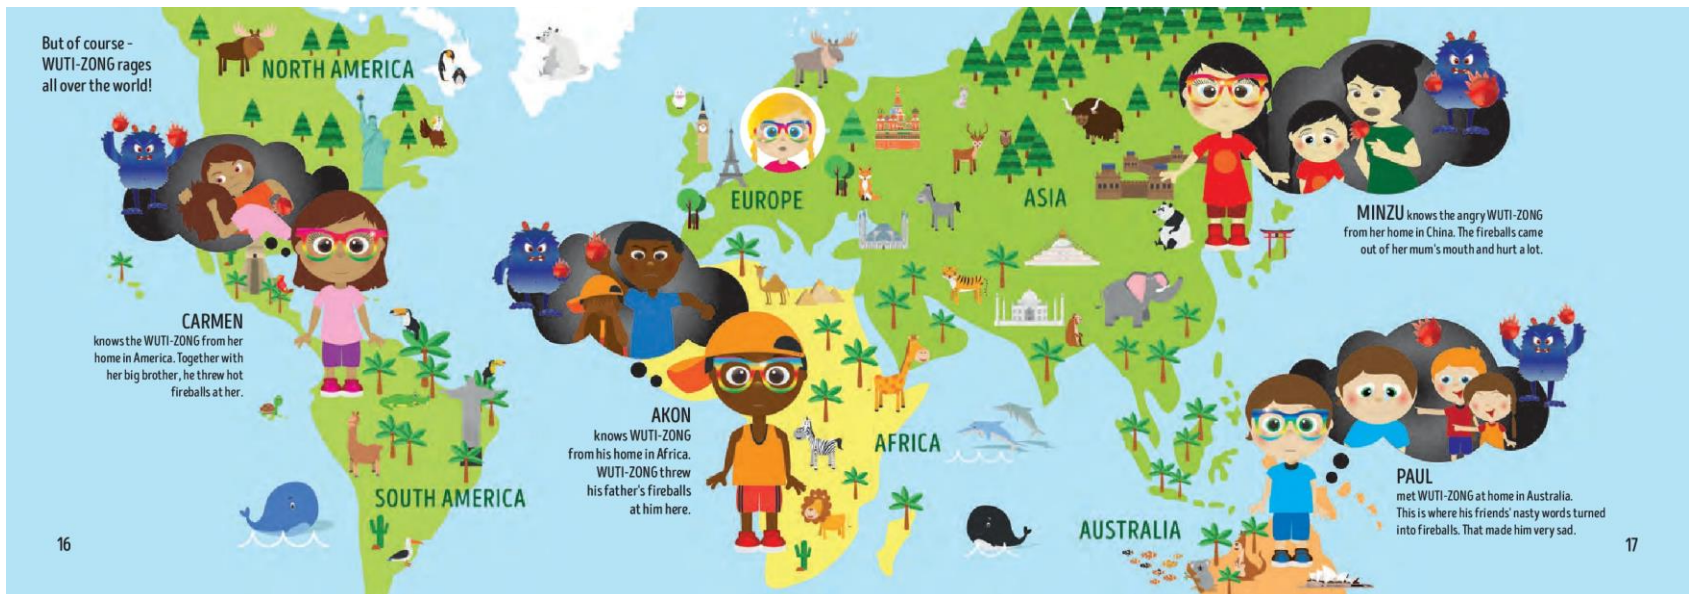 But of course -
WUTI-ZONG rages
all over the world!
NORTH AMERICA
CARMEN
knows the WUTI-ZONG from her
home in America. Together with
her big brother, he threw hot
fireballs at her.
SOUTH AMERICA
16
EUROPE
AKON
knows WUTI-ZONG
from his home in Africa.
WUTI-ZONG threw
his father's fireballs
at him here.
AFRICA
ASIA
MINZU knows the angry WUTI-ZONG
from her home in China. The fireballs came
out of her mum's mouth and hurt a lot.
AUSTRALIA
PAUL
met WUTI-ZONG at home in Australia.
This is where his friends' nasty words turned
into fireballs. That made him very sad.
17